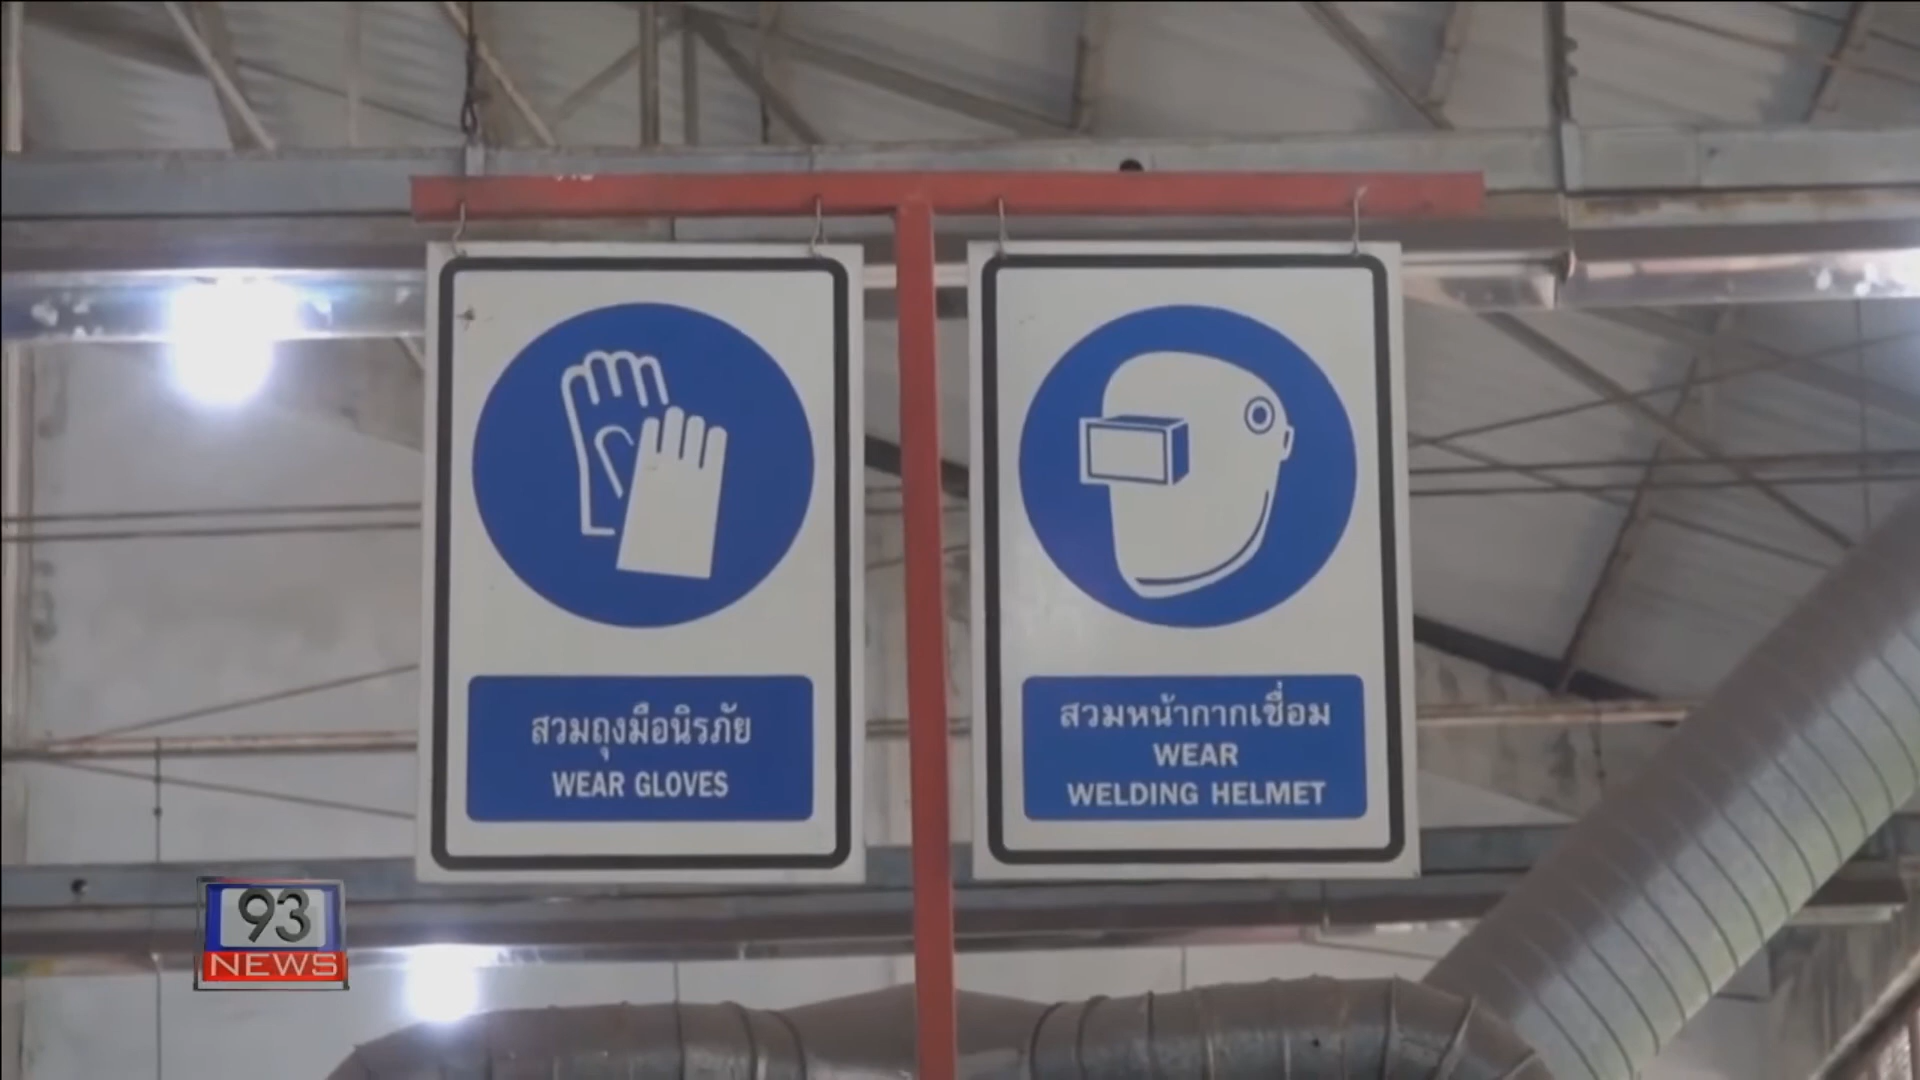 สวมถุงมือนิรภัย
WEAR GLOVES
สวมหน้ากากเชื่อม
WEAR
WELDING HELMET
93
NEWS